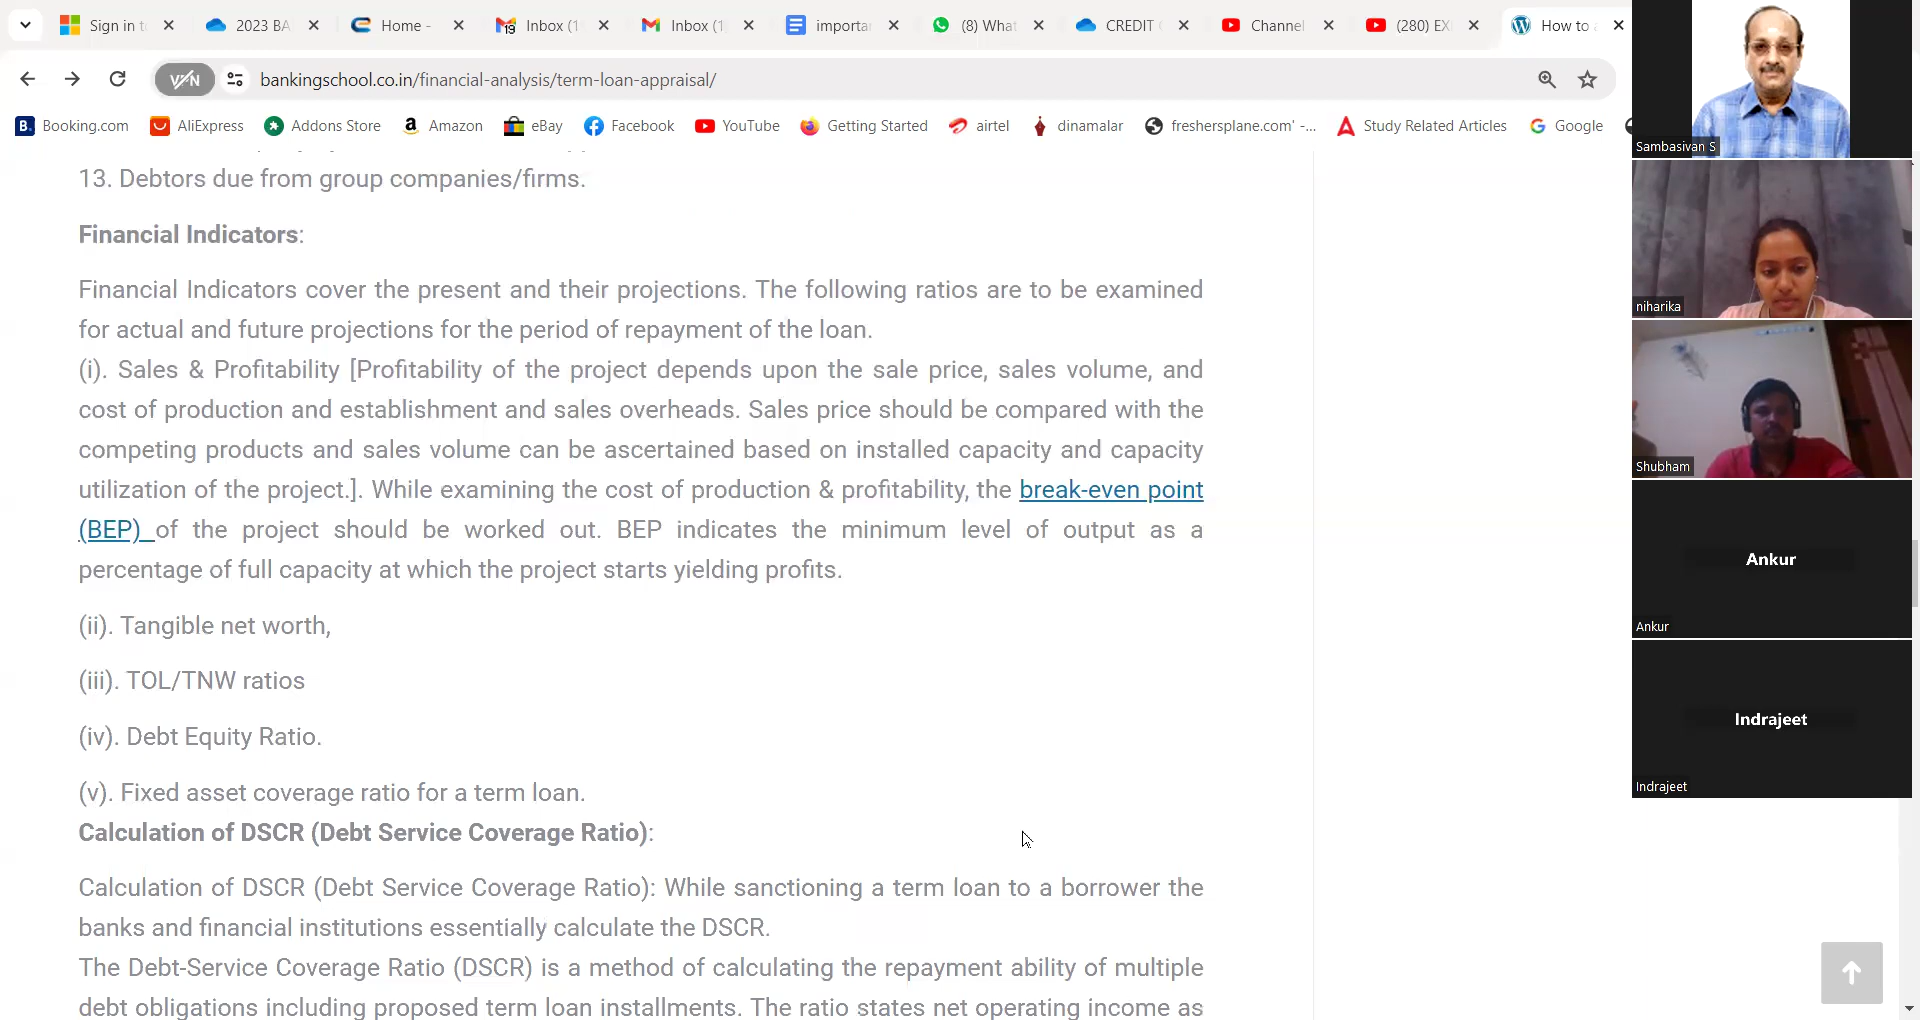 Sign in t
2023 BA
Home -
Inbox (1
Inbox (1
importa
(8) What
CREDIT
Channel
(280) EX
How to
VPN
bankingschool.co.in/financial-analysis/term-loan-appraisal/
B. Booking.com
AliExpress
Addons Store
Amazon
eBay
Facebook
YouTube
Getting Started
airtel
dinamalar
freshersplane.com' -...
Study Related Articles
Google
13. Debtors due from group companies/firms.
Financial Indicators:
Financial Indicators cover the present and their projections. The following ratios are to be examined
for actual and future projections for the period of repayment of the loan.
(i). Sales & Profitability [Profitability of the project depends upon the sale price, sales volume, and
cost of production and establishment and sales overheads. Sales price should be compared with the
competing products and sales volume can be ascertained based on installed capacity and capacity
utilization of the project.]. While examining the cost of production & profitability, the break-even point
(BEP) of the project should be worked out. BEP indicates the minimum level of output as a
percentage of full capacity at which the project starts yielding profits.
(ii). Tangible net worth,
(iii). TOL/TNW ratios
(iv). Debt Equity Ratio.
(v). Fixed asset coverage ratio for a term loan.
Calculation of DSCR (Debt Service Coverage Ratio):
Calculation of DSCR (Debt Service Coverage Ratio): While sanctioning a term loan to a borrower the
banks and financial institutions essentially calculate the DSCR.
The Debt-Service Coverage Ratio (DSCR) is a method of calculating the repayment ability of multiple
debt obligations including proposed term loan installments. The ratio states net operating income as
Sambasivan S
niharika
Shubham
Ankur
Ankur
Indrajeet
Indrajeet